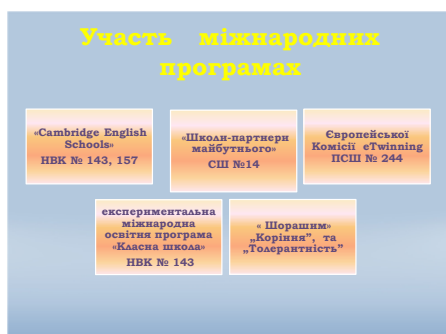 Участь міжнародних
програмах
«Cambridge English
Schools»
НВК № 143, 157
«Школи-партнери
майбутнього»
СШ №14
Європейської
Комісії eTwinning
ПСШ № 244
експериментальна
міжнародна
освітня програма
«Класна школа»
НВК № 143
« Шорашим»
„Коріння”, та
„Толерантність”